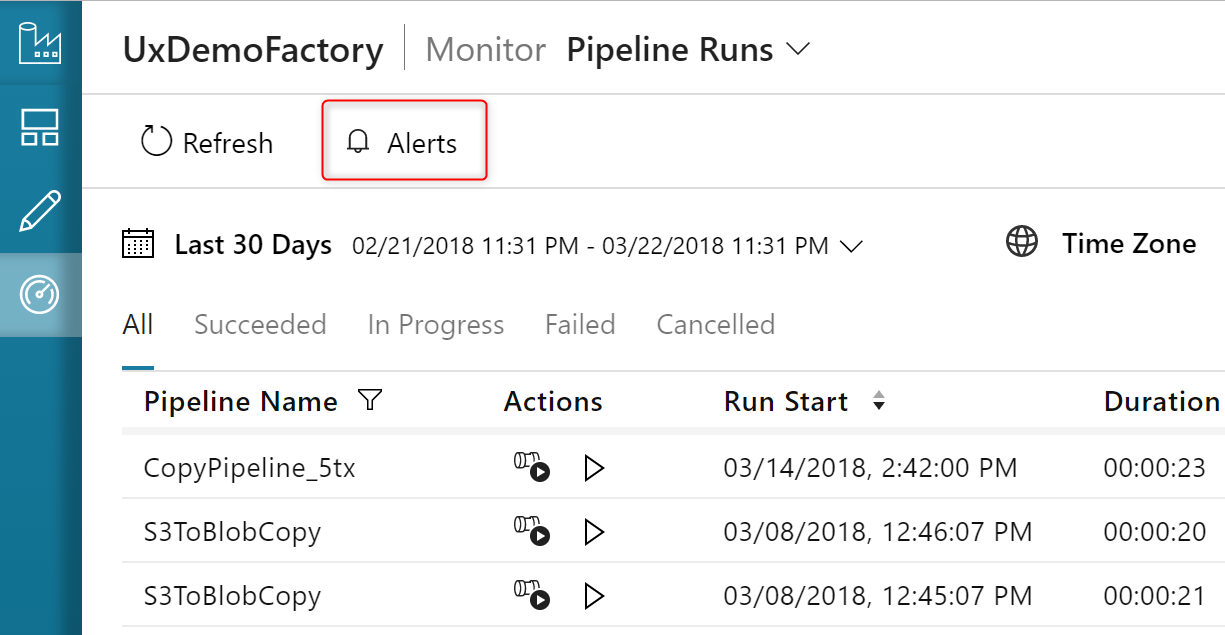 UxDemoFactory Monitor Pipeline Runs
Refresh Alerts
Last 30 Days 02/21/2018 11:31 PM - 03/22/2018 11:31 PM Time Zone
All Succeeded In Progress Failed Cancelled
Pipeline Name Actions Run Start Duration
CopyPipeline_5tx 03/14/2018, 2:42:00 PM 00:00:23
S3ToBlobCopy 03/08/2018, 12:46:07 PM 00:00:20
S3ToBlobCopy 03/08/2018, 12:45:07 PM 00:00:21